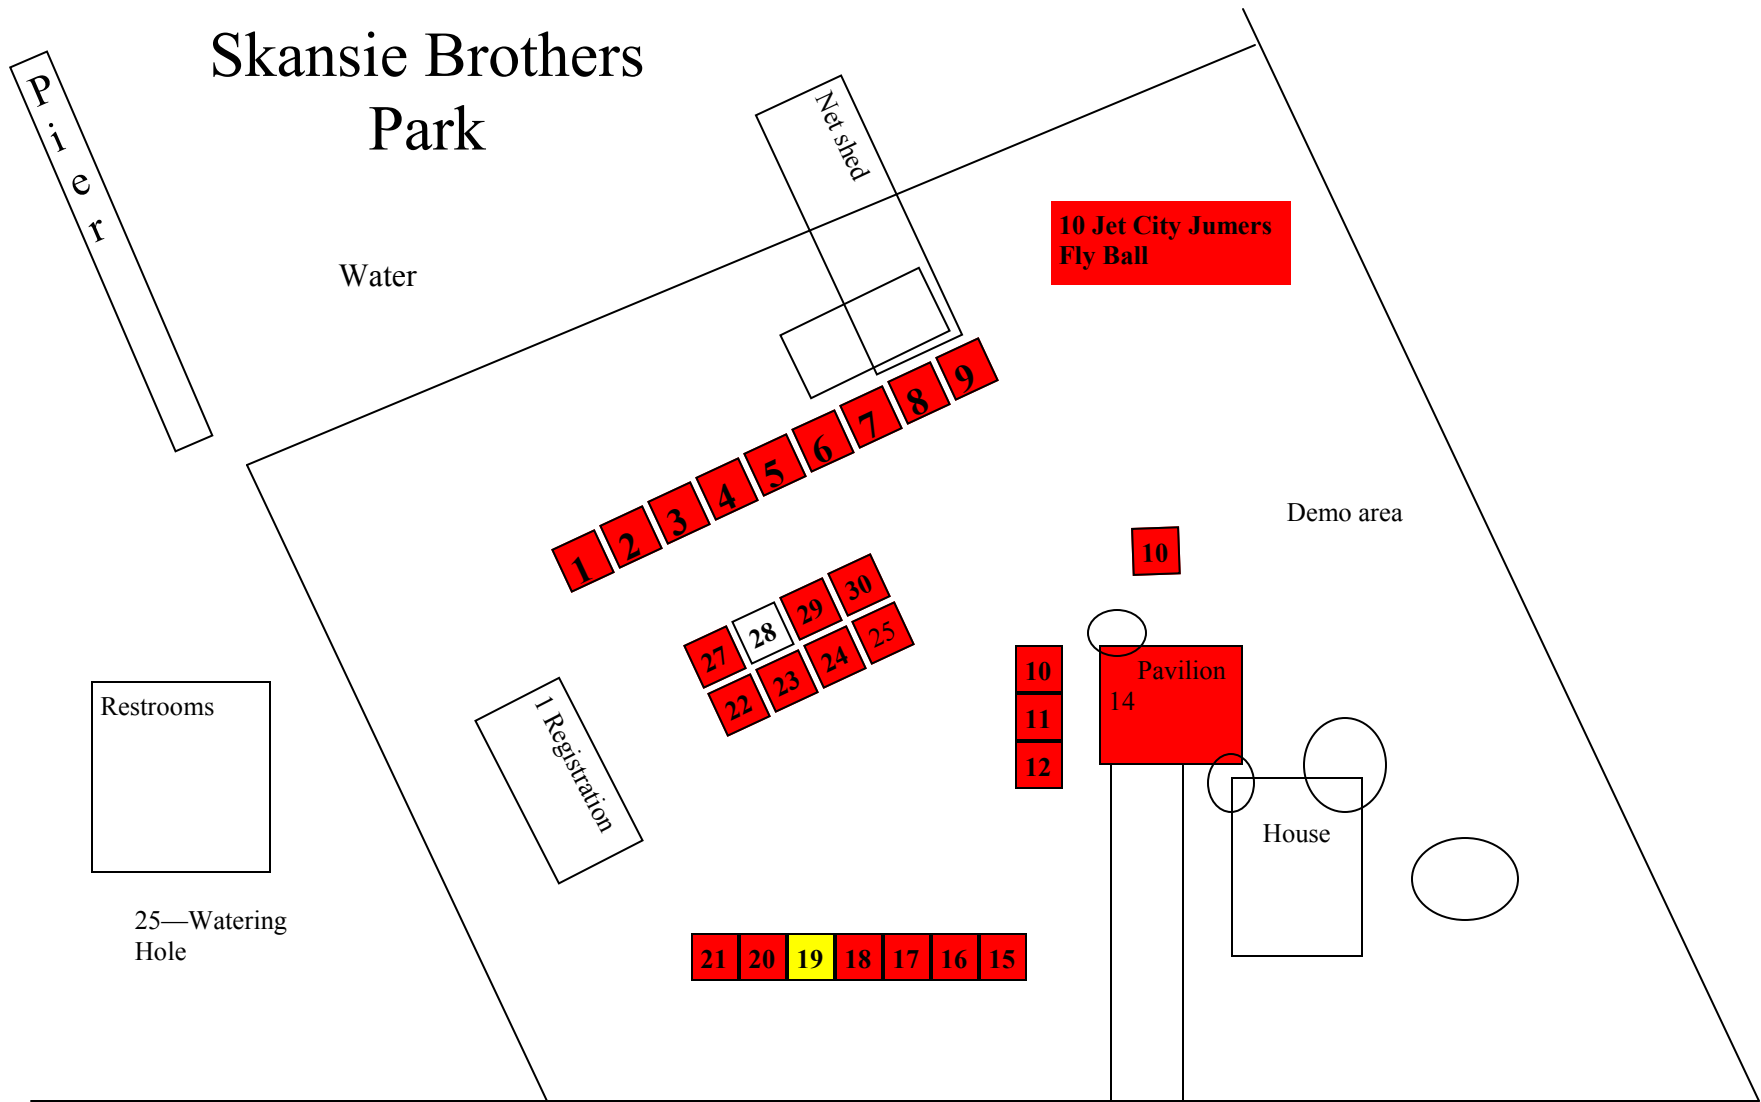 Skansie Brothers
Park
Pier
Net shed
Water
10 Jet City Jumers
Fly Ball
1 2 3 4 5 6 7 8 9
Demo area
10
27 28 29 30
22 23 24 25
10
11
12
Pavilion
14
1 Registration
Restrooms
House
25—Watering
Hole
21 20 19 18 17 16 15